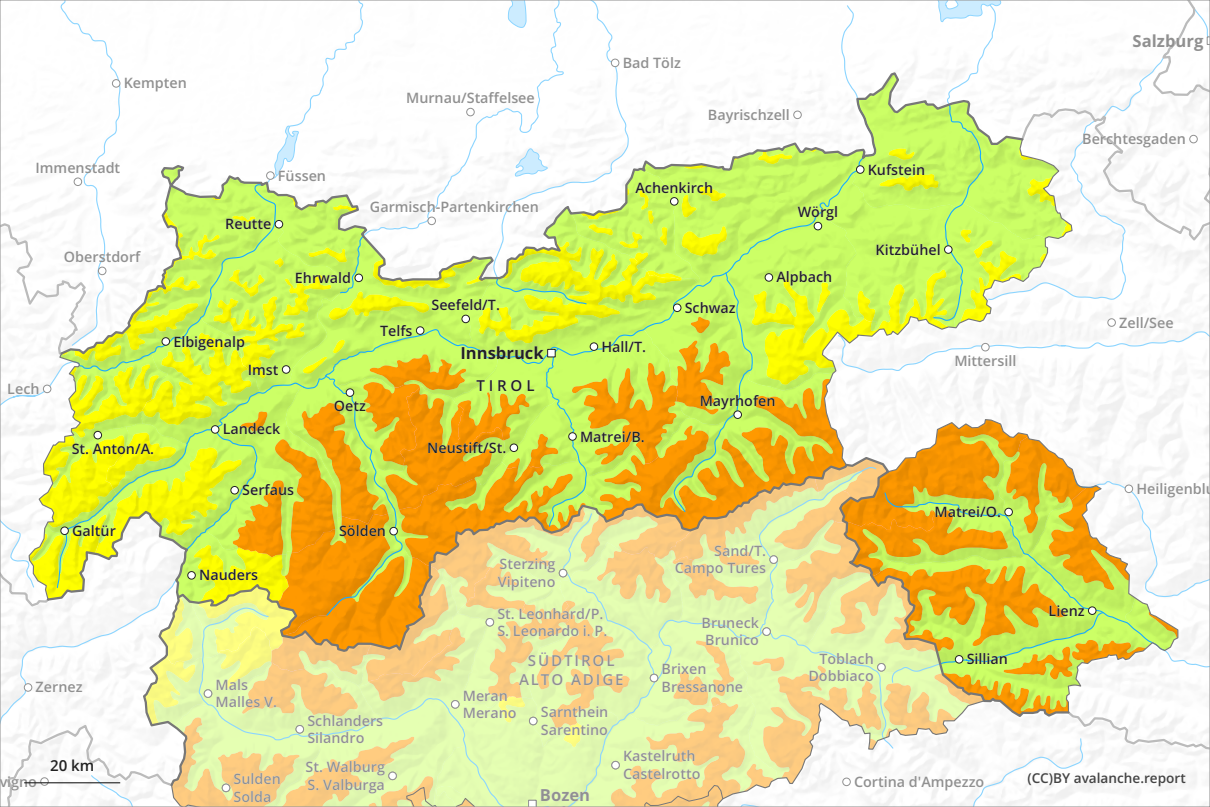 Salzburg
Bad Tölz
Kempten
Murnau/Staffelsee
Bayrischzell
Berchtesgaden
Immenstadt
Füssen
Kufstein
Achenkirch
Garmisch-Partenkirchen
Wörgl
Reutte
Kitzbühel
Oberstdorf
Ehrwald
Alpbach
Seefeld/T.
Schwaz
Zell/See
Telfs
Elbigenalp
Innsbruck
Hall/T.
Mittersill
Imst
TIROL
Lech
Mayrhofen
Oetz
Landeck
Matrei/B.
St. Anton/A.
Neustift/St.
Serfaus
Heiligenblu
Matrei/O.
Galtür
Sölden
Sand/T.
Campo Tures
Sterzing
Vipiteno
Nauders
Lienz
St. Leonhard/P.
S. Leonardo i. P.
Bruneck
Brunico
SÜDTIROL
ALTO ADIGE
Toblach
Dobbiaco
Sillian
Brixen
Bressanone
Zernez
Mals
Malles V.
Meran
Merano
Sarnthein
Sarentino
Schlanders
Silandro
Kastelruth
Castelrotto
20 km
St. Walburg
S. Valburga
vigno
Sulden
Solda
Cortina d'Ampezzo
(CC)BY avalanche.report
Bozen